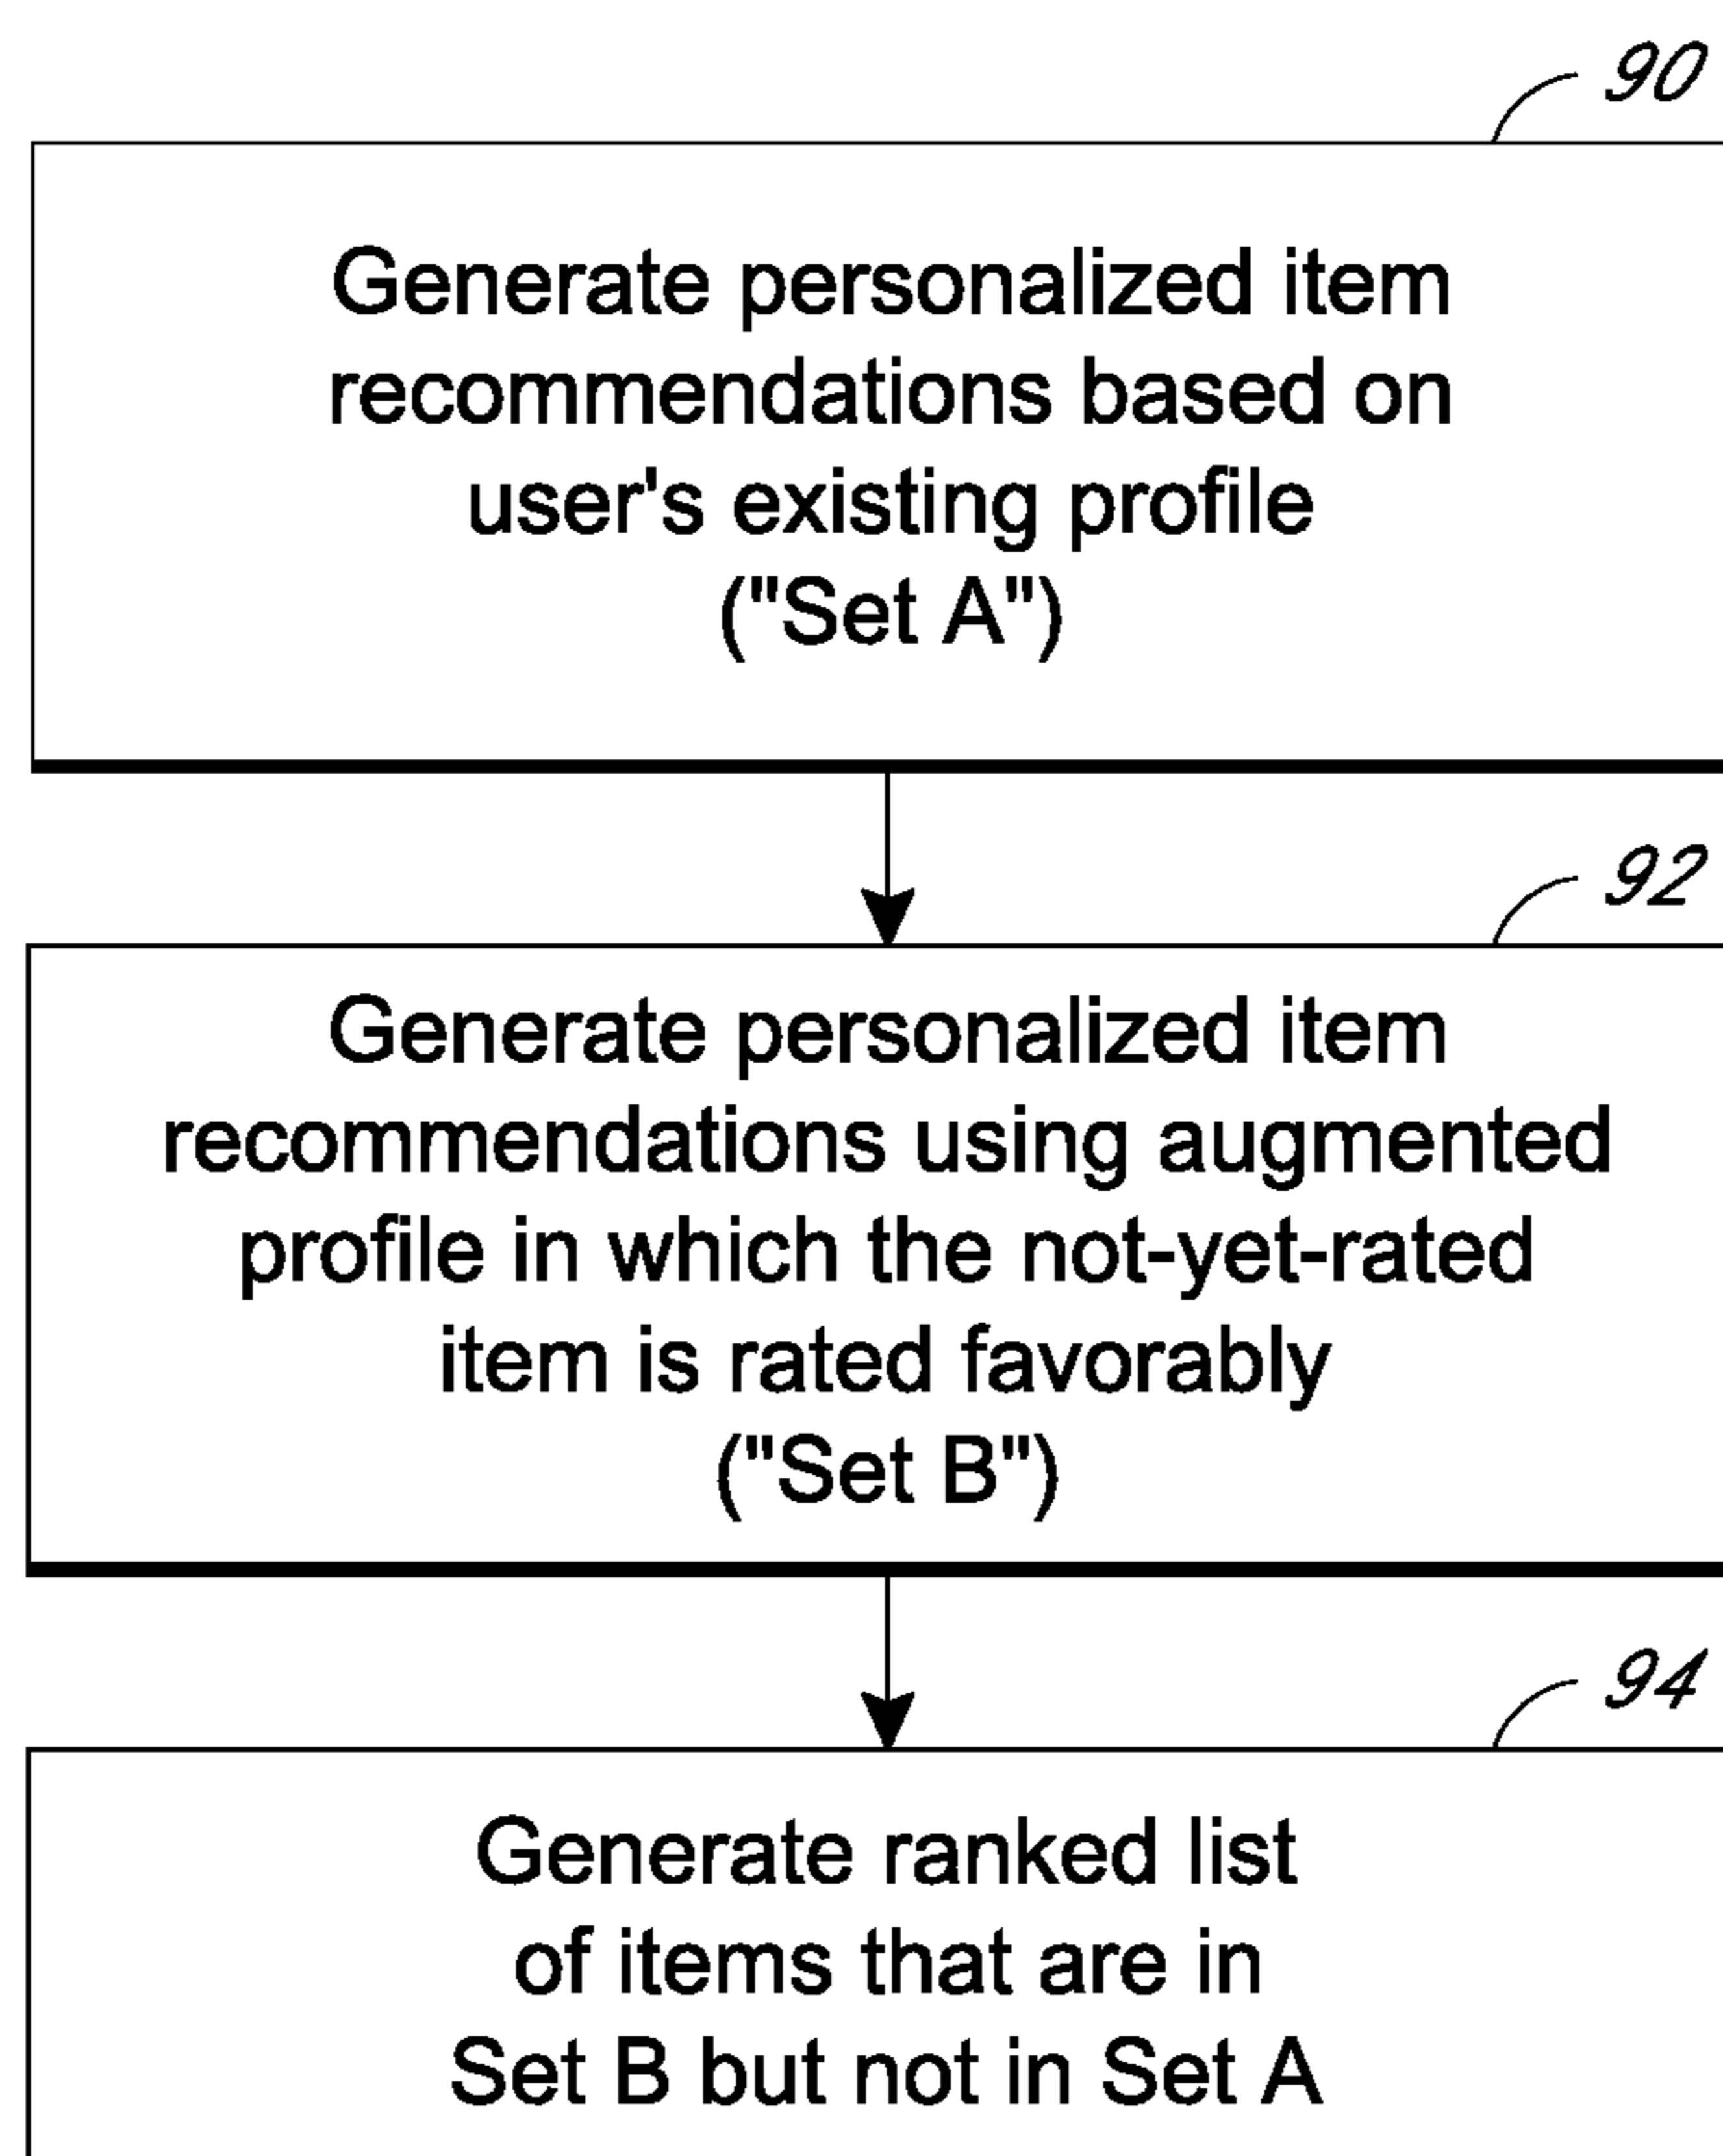 90
Generate personalized item
recommendations based on
user's existing profile
("Set A")
92
Generate personalized item
recommendations using augmented
profile in which the not-yet-rated
item is rated favorably
("Set B")
94
Generate ranked list
of items that are in
Set B but not in Set A